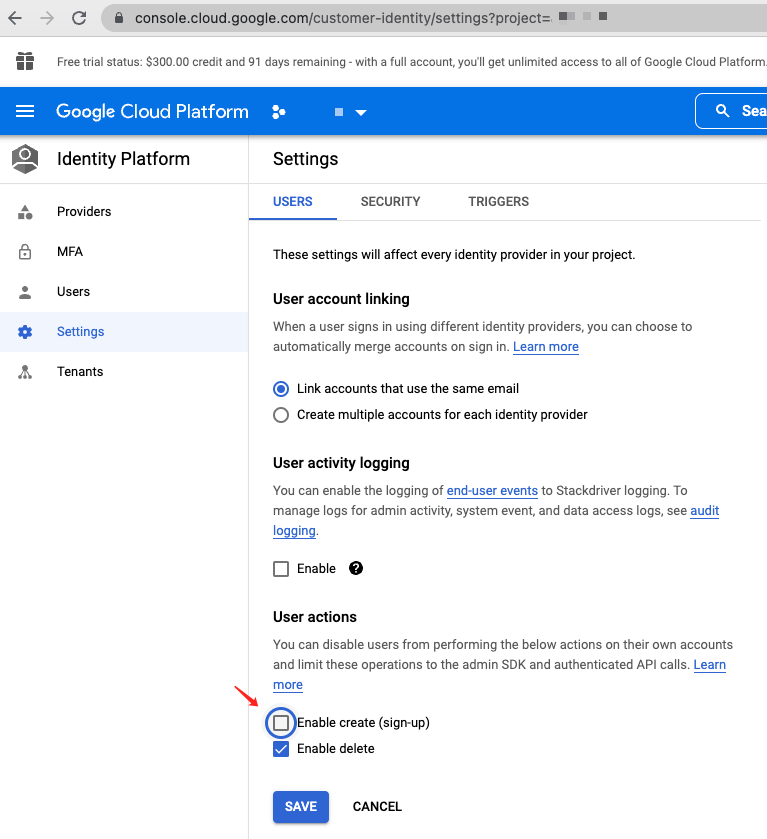 console.cloud.google.com/customer-identity/settings?project=
Free trial status: $300.00 credit and 91 days remaining - with a full account, you'll get unlimited access to all of Google Cloud Platform.
Google Cloud Platform
Sea
Identity Platform
Settings
Providers
MFA
Users
Settings
Tenants
USERS SECURITY TRIGGERS
These settings will affect every identity provider in your project.
User account linking
When a user signs in using different identity providers, you can choose to
automatically merge accounts on sign in. Learn more
Link accounts that use the same email
Create multiple accounts for each identity provider
User activity logging
You can enable the logging of end-user events to Stackdriver logging. To
manage logs for admin activity, system event, and data access logs, see audit
logging.
Enable
User actions
You can disable users from performing the below actions on their own accounts
and limit these operations to the admin SDK and authenticated API calls. Learn
more
Enable create (sign-up)
Enable delete
SAVE CANCEL